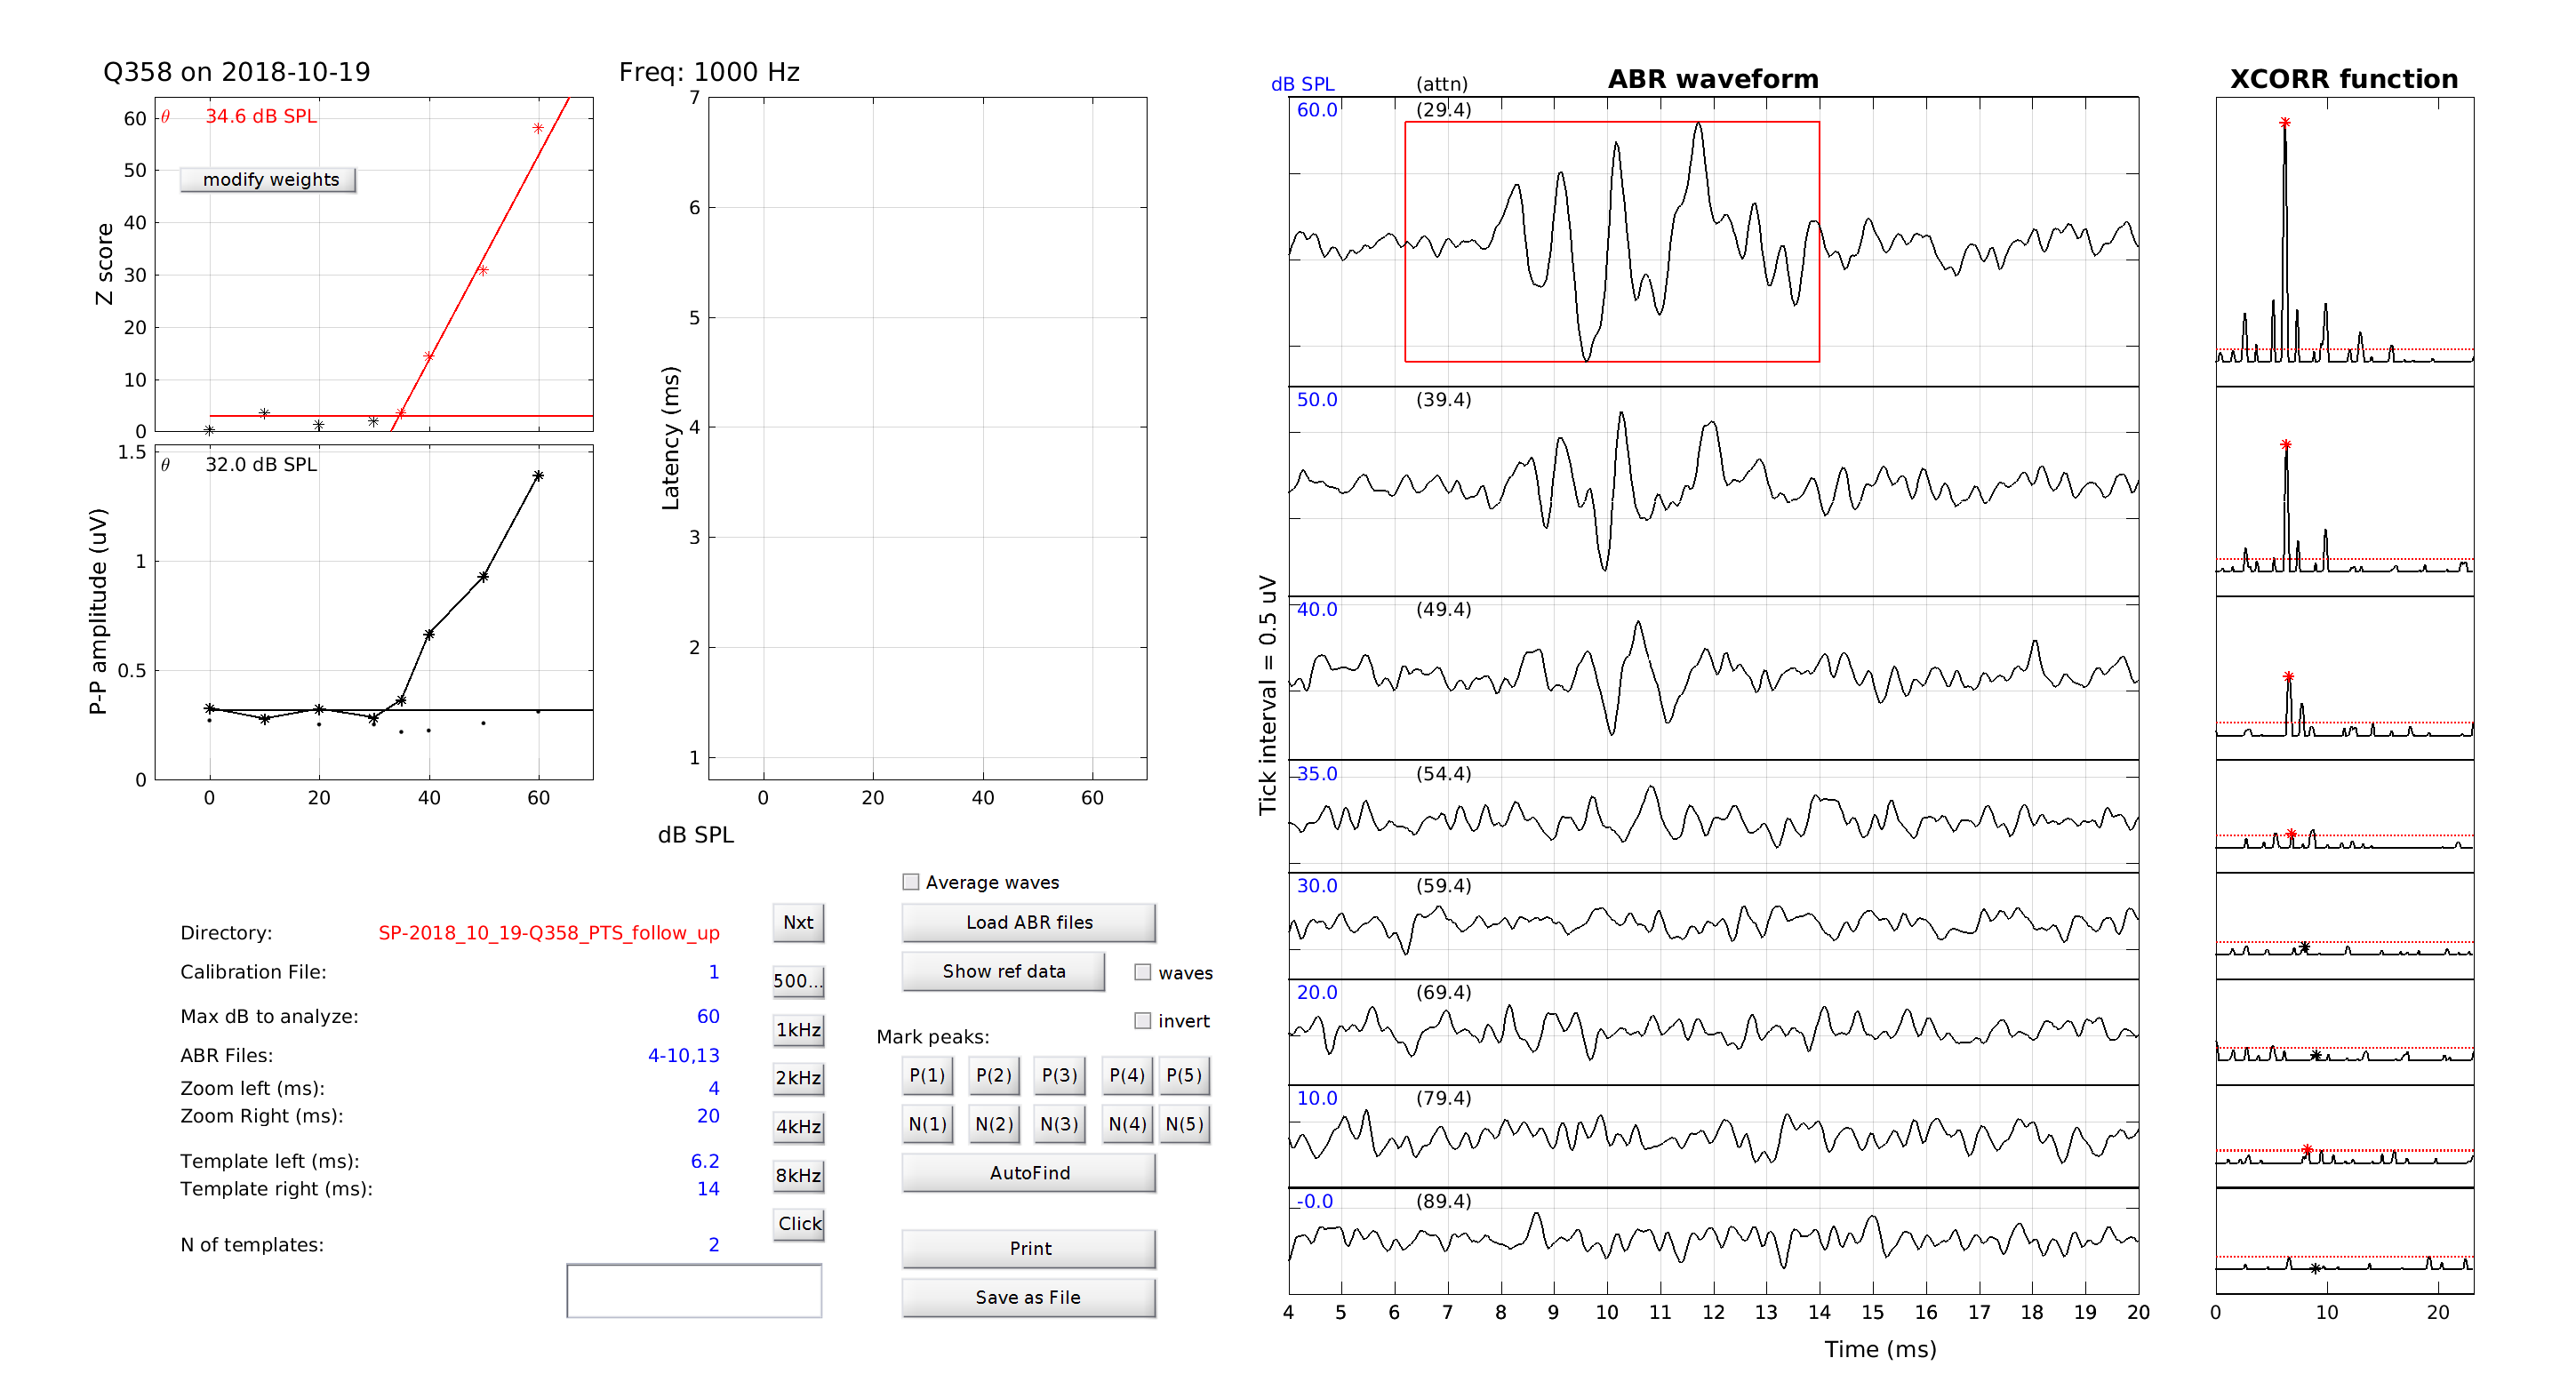 Q358 on 2018-10-19
θ 34.6 dB SPL
modify weights
Z score
60
50
40
30
20
10
0
θ 32.0 dB SPL
P-P amplitude (uV)
1.5
1
0.5
0
0 20 40 60
Freq: 1000 Hz
Latency (ms)
7
6
5
4
3
2
1
0 20 40 60
dB SPL
Directory: SP-2018_10_19-Q358_PTS_follow_up
Calibration File: 1
Max dB to analyze: 60
ABR Files: 4-10,13
Zoom left (ms): 4
Zoom Right (ms): 20
Template left (ms): 6.2
Template right (ms): 14
N of templates: 2
Nxt
500...
1kHz
2kHz
4kHz
8kHz
Click
Average waves
Load ABR files
Show ref data
waves
invert
Mark peaks:
P(1) P(2) P(3) P(4) P(5)
N(1) N(2) N(3) N(4) N(5)
AutoFind
Print
Save as File
dB SPL (attn) ABR waveform
60.0 (29.4)
50.0 (39.4)
40.0 (49.4)
35.0 (54.4)
30.0 (59.4)
20.0 (69.4)
10.0 (79.4)
-0.0 (89.4)
Tick interval = 0.5 uV
4 5 6 7 8 9 10 11 12 13 14 15 16 17 18 19 20
Time (ms)
XCORR function
0 10 20